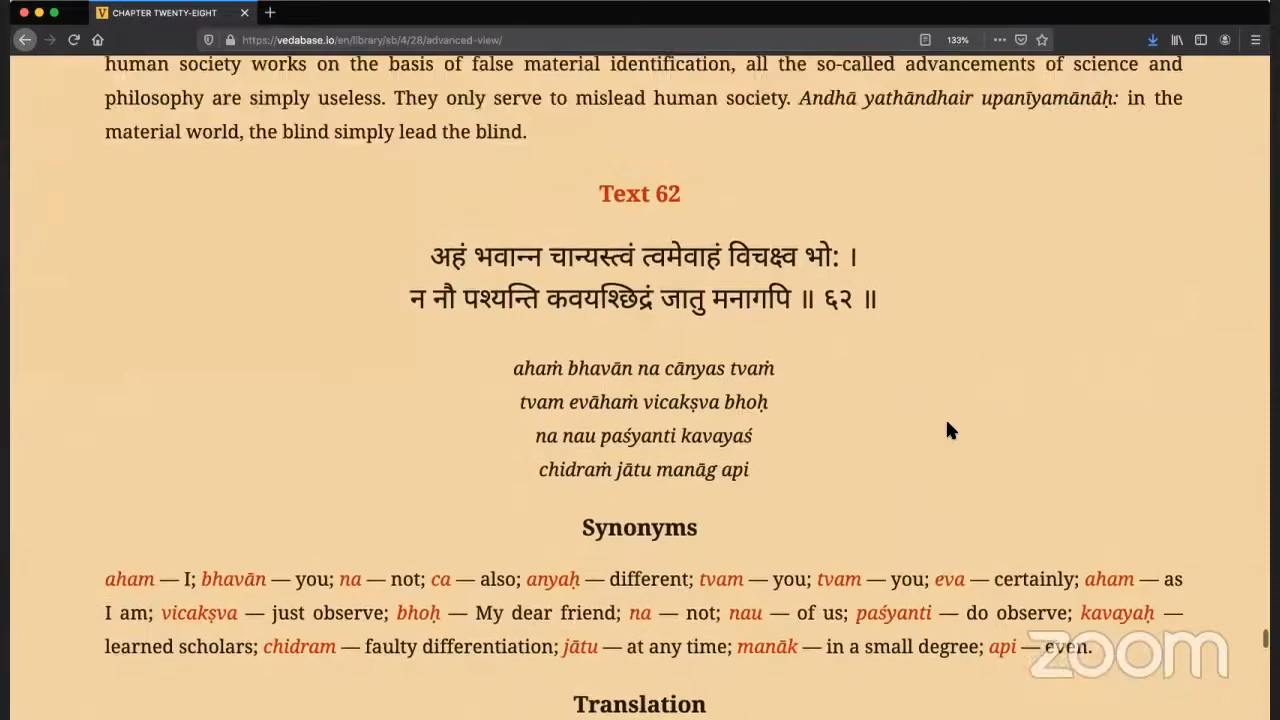 CHAPTER TWENTY-EIGHT
https://vedabase.io/en/library/sb/4/28/advanced-view/
133%
human society works on the basis of false material identification, all the so-called advancements of science and
philosophy are simply useless. They only serve to mislead human society. Andhā yathāndhair upanīyamānāḥ: in the
material world, the blind simply lead the blind.
Text 62
अहं भवान्न चान्यस्त्वं त्वमेवाहं विचक्ष्व भो: ।
न नौ पश्यन्ति कवयश्छिद्रं जातु मनागपि ॥ ६२ ॥
ahaṁ bhavān na cānyas tvaṁ
tvam evāhaṁ vicakṣva bhoḥ
na nau paśyanti kavayaś
chidraṁ jātu manāg api
Synonyms
aham — I; bhavān — you; na — not; ca — also; anyaḥ — different; tvam — you; tvam — you; eva — certainly; aham — as
I am; vicakṣva — just observe; bhoḥ — My dear friend; na — not; nau — of us; paśyanti — do observe; kavayaḥ —
learned scholars; chidram — faulty differentiation; jātu — at any time; manāk — in a small degree; api — even.
zoom
Translation